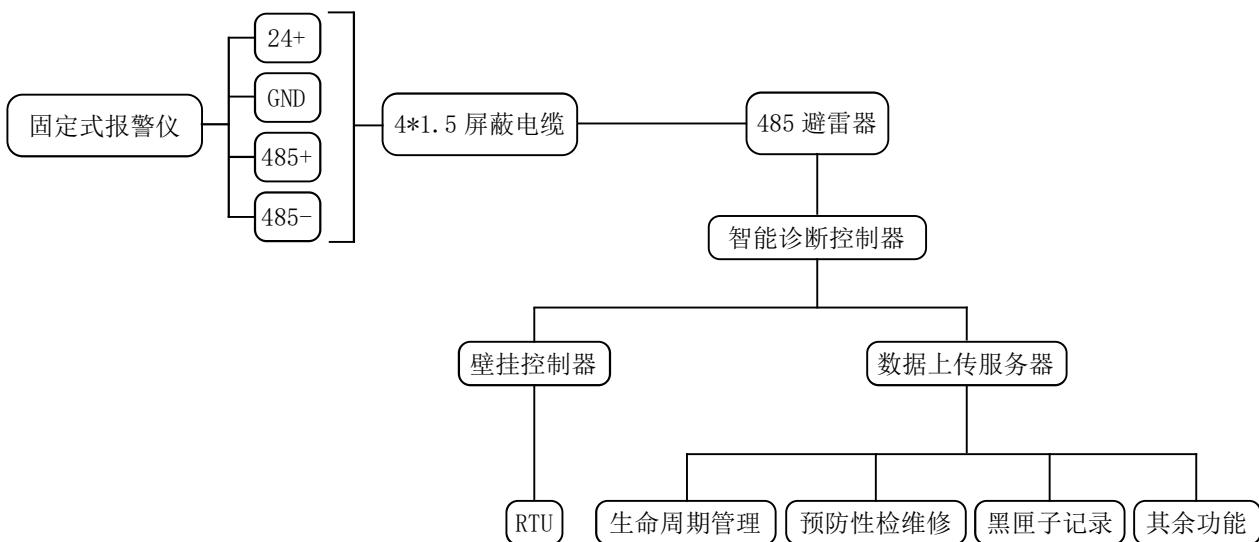 24+
GND
固定式报警仪
4*1.5屏蔽电缆
485避雷器
485+
485-
智能诊断控制器
壁挂控制器
数据上传服务器
RTU
生命周期管理
预防性检维修
黑匣子记录
其余功能